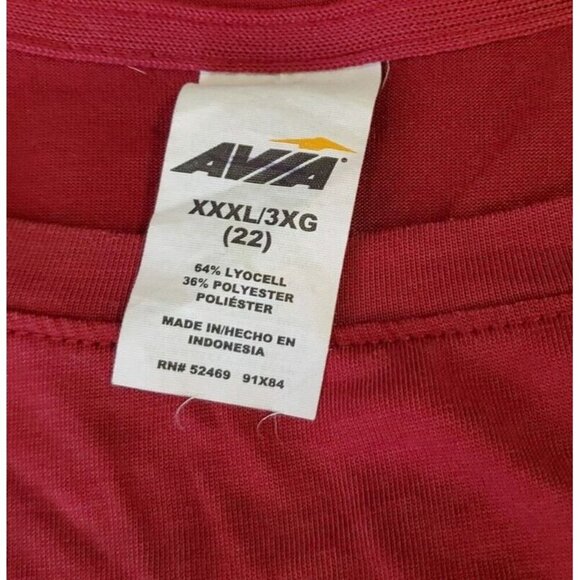 AVIA
XXXL/3XG
(22)
64% LYOCELL
36% POLYESTER
POLIÉSTER
MADE IN/HECHO EN
INDONESIA
RN# 52469 91X84